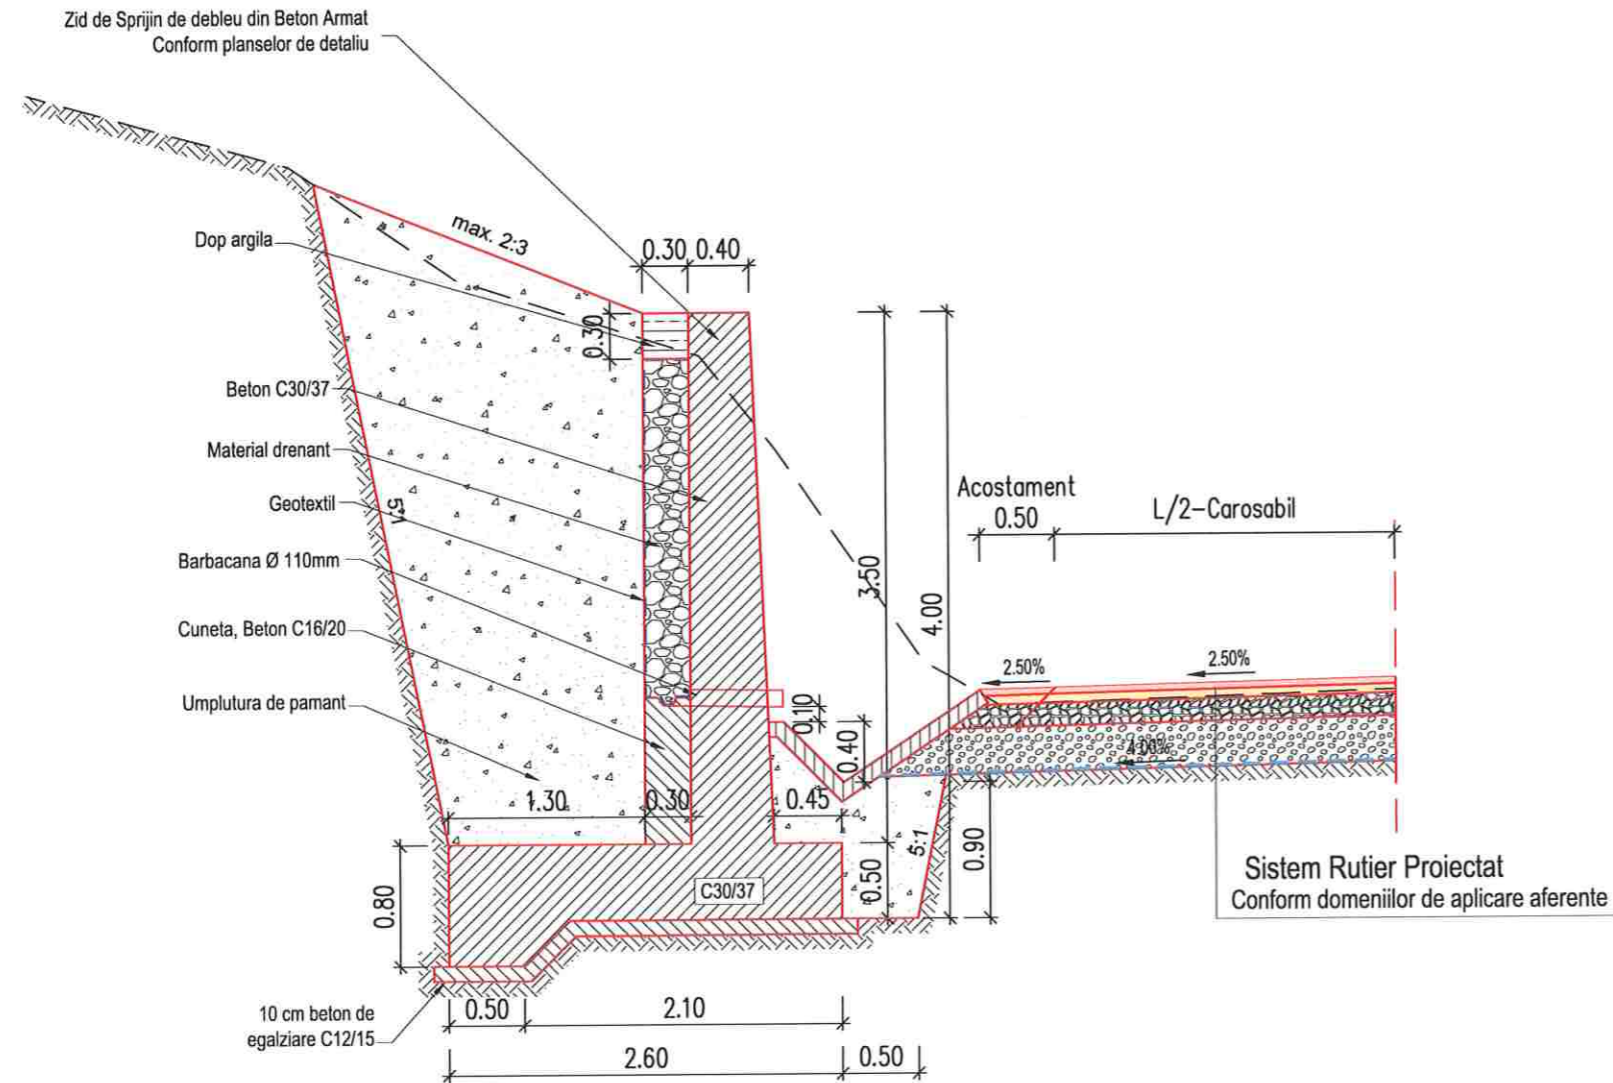 Zid de Sprijin de debleu din Beton Armat
Conform planselor de detaliu
max. 2:3
Dop argila
0.30 0.40
0.30
Beton C30/37
Material drenant
Geotextil
5:1
Barbacana Ø 110mm
Cuneta, Beton C16/20
Umplutura de pamant
Acostament
0.50
L/2-Carosabil
3.50
4.00
2.50%
2.50%
0.10
0.40
4.00%
1.30
0.30
0.45
5:1
0.50
0.90
0.80
C30/37
Sistem Rutier Proiectat
Conform domeniilor de aplicare aferente
10 cm beton de
egalziare C12/15
0.50
2.10
2.60
0.50